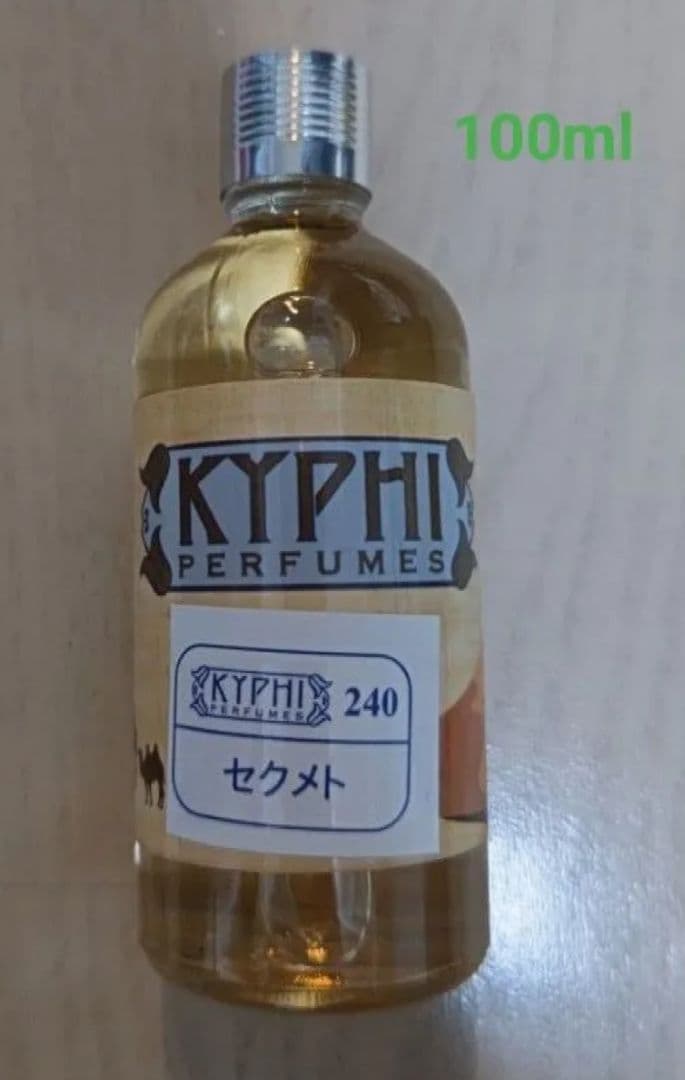 100ml
KYPHI
PERFUMES
KYPHI
PERFUMES
240
セクメト